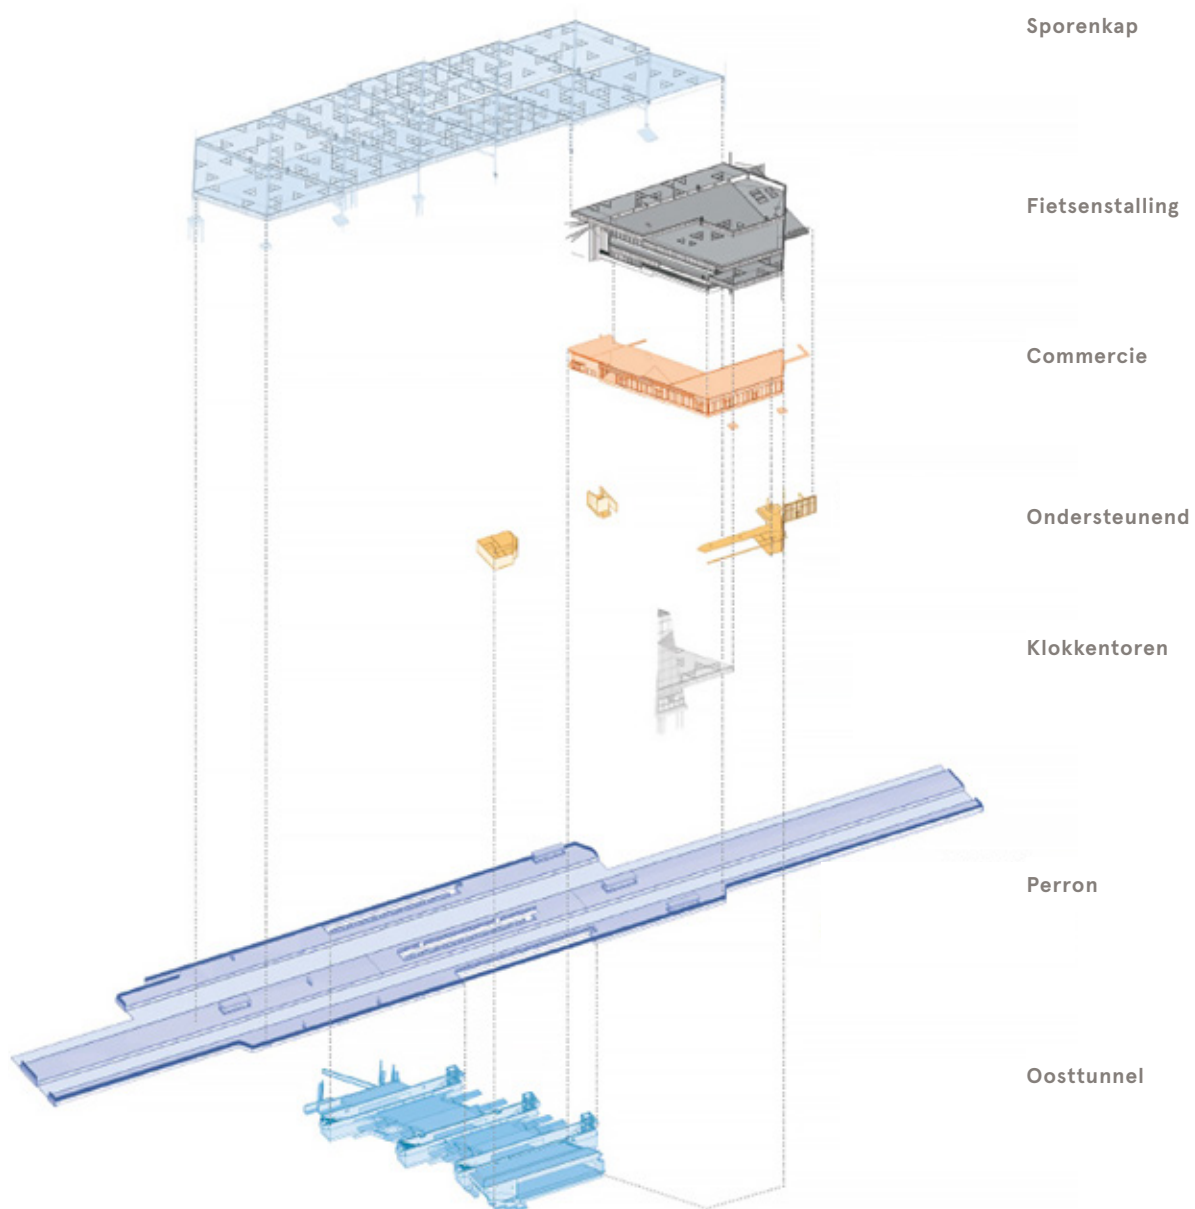 Sporenkap
Fietsenstalling
Commercie
Ondersteunend
Klokkentoren
Perron
Oosttunnel